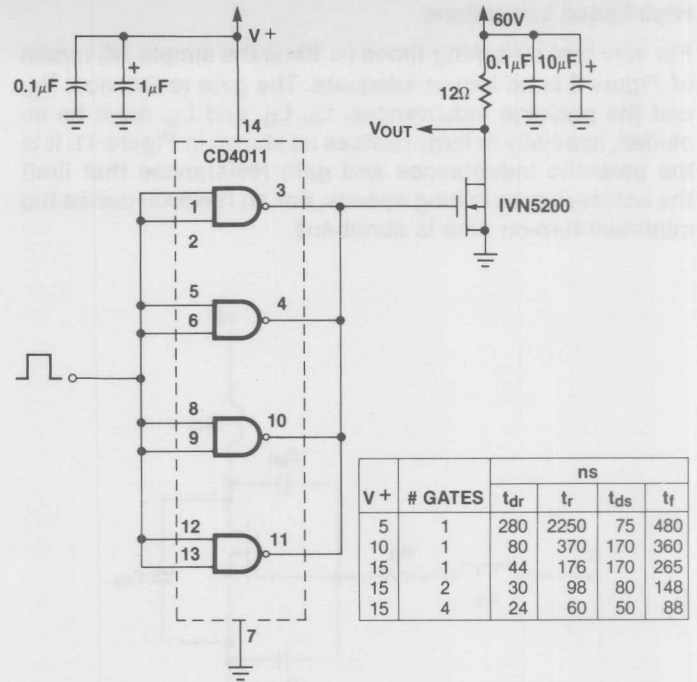 V+
0.1µF
1µF
14
CD4011
3
2
5
6
4
8
9
10
12
13
11
7
60V
0.1µF 10µF +
12Ω
VOUT
IVN5200
ns
V+ # GATES tdr tr tds tf
5 1 280 2250 75 480
10 1 80 370 170 360
15 1 44 176 170 265
15 2 30 98 80 148
15 4 24 60 50 88